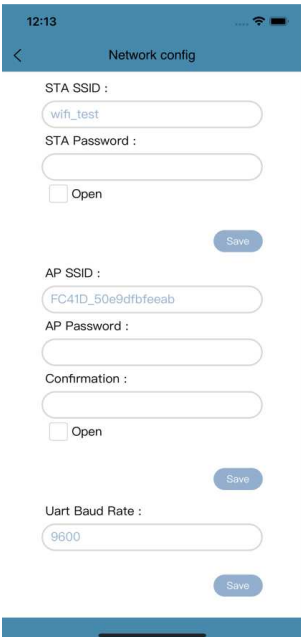 12:13
Network config
STA SSID :
wifi_test
STA Password :
Open
Save
AP SSID :
FC41D_50e9dfbfeeab
AP Password :
Confirmation :
Open
Save
Uart Baud Rate :
9600
Save